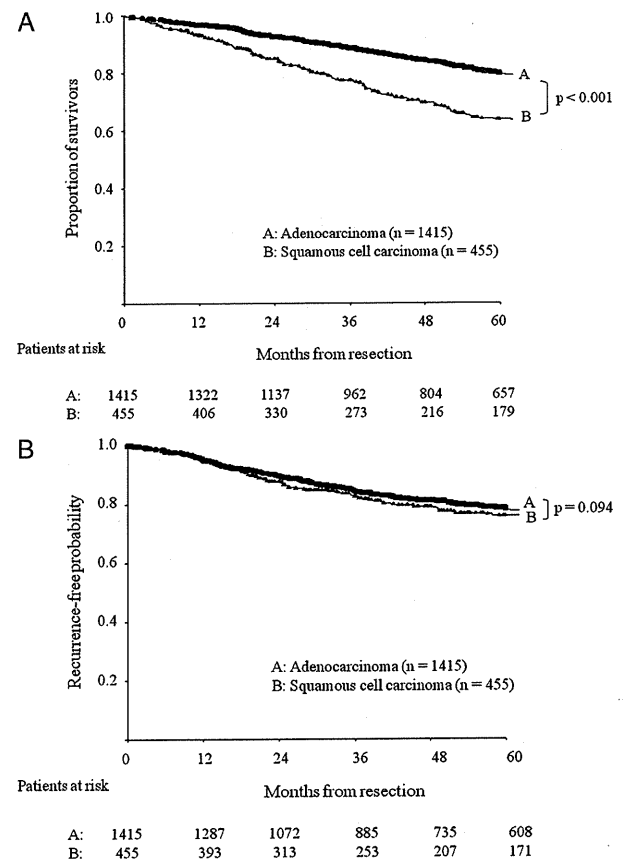 A
1.0
0.8
0.6
0.4
0.2
Proportion of survivors
A
B
p < 0.001
A: Adenocarcinoma (n = 1415)
B: Squamous cell carcinoma (n = 455)
0 12 24 36 48 60
Patients at risk
Months from resection
A: 1415 1322 1137 962 804 657
B: 455 406 330 273 216 179
B
1.0
0.8
0.6
0.4
0.2
Recurrence-free probability
A
B
p = 0.094
A: Adenocarcinoma (n = 1415)
B: Squamous cell carcinoma (n = 455)
0 12 24 36 48 60
Patients at risk
Months from resection
A: 1415 1287 1072 885 735 608
B: 455 393 313 253 207 171